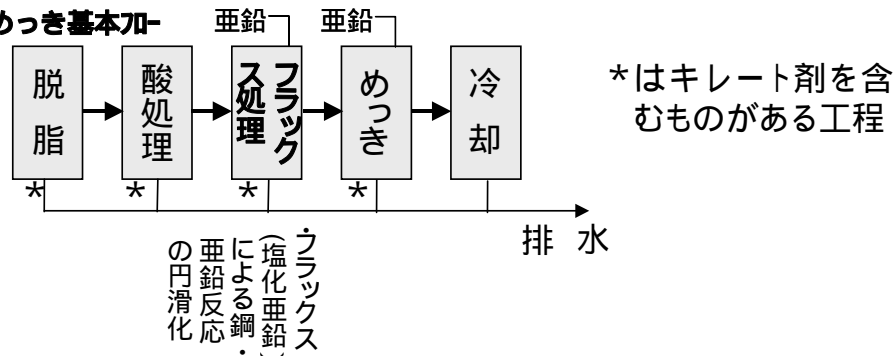 めっき基本フロー
亜鉛
亜鉛
脱脂
酸処理
フラック
ス処理
めっき
冷却
*はキレート剤を含
むものがある工程
*
*
*
*
排水
・フラックス
(塩化亜鉛)
による鋼・
亜鉛反応
の円滑化